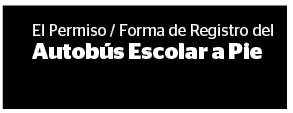 El Permiso / Forma de Registro del
Autobús Escolar a Pie